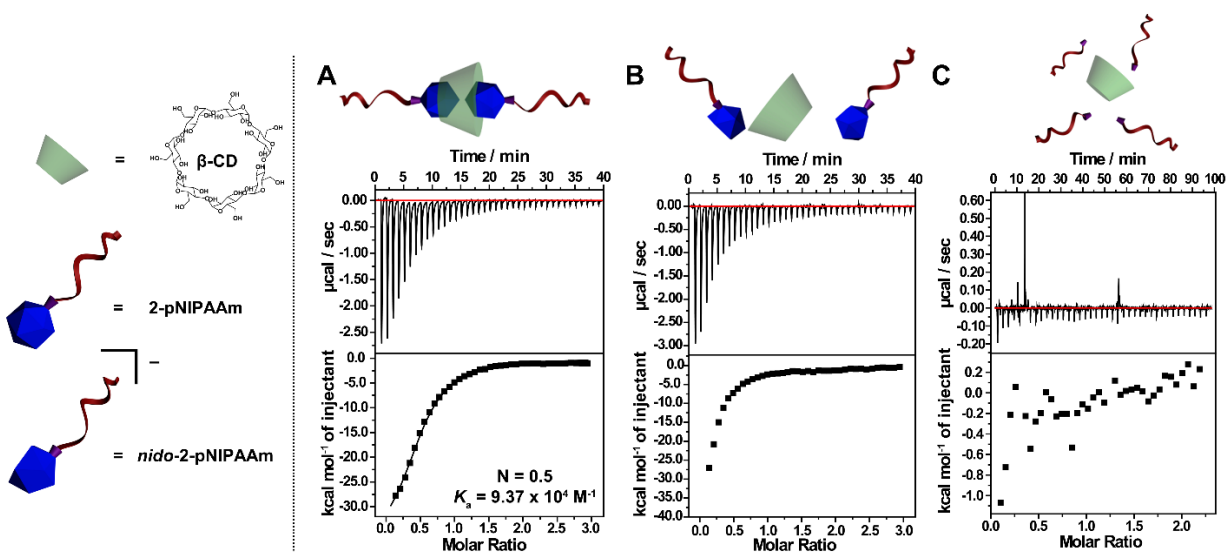 β-CD
HO
OH
=
= 2-pNIPAAm
–
= nido-2-pNIPAAm
A
Time / min
0 5 10 15 20 25 30 35 40
0.00
-0.50
-1.00
-1.50
-2.00
-2.50
µcal / sec
0.0
-5.0
-10.0
-15.0
-20.0
-25.0
-30.0
kcal mol⁻¹ of injectant
N = 0.5
Kₐ = 9.37 x 10⁴ M⁻¹
0.0 0.5 1.0 1.5 2.0 2.5 3.0
Molar Ratio
B
Time / min
0 5 10 15 20 25 30 35 40
0.00
-0.50
-1.00
-1.50
-2.00
-2.50
-3.00
µcal / sec
0.0
-5.0
-10.0
-15.0
-20.0
-25.0
-30.0
-35.0
-40.0
kcal mol⁻¹ of injectant
0.0 0.5 1.0 1.5 2.0 2.5 3.0
Molar Ratio
C
Time / min
0 10 20 30 40 50 60 70 80 90 100
0.60
0.50
0.40
0.30
0.20
0.10
0.00
-0.10
-0.20
µcal / sec
0.2
0.0
-0.2
-0.4
-0.6
-0.8
-1.0
kcal mol⁻¹ of injectant
0.0 0.5 1.0 1.5 2.0
Molar Ratio